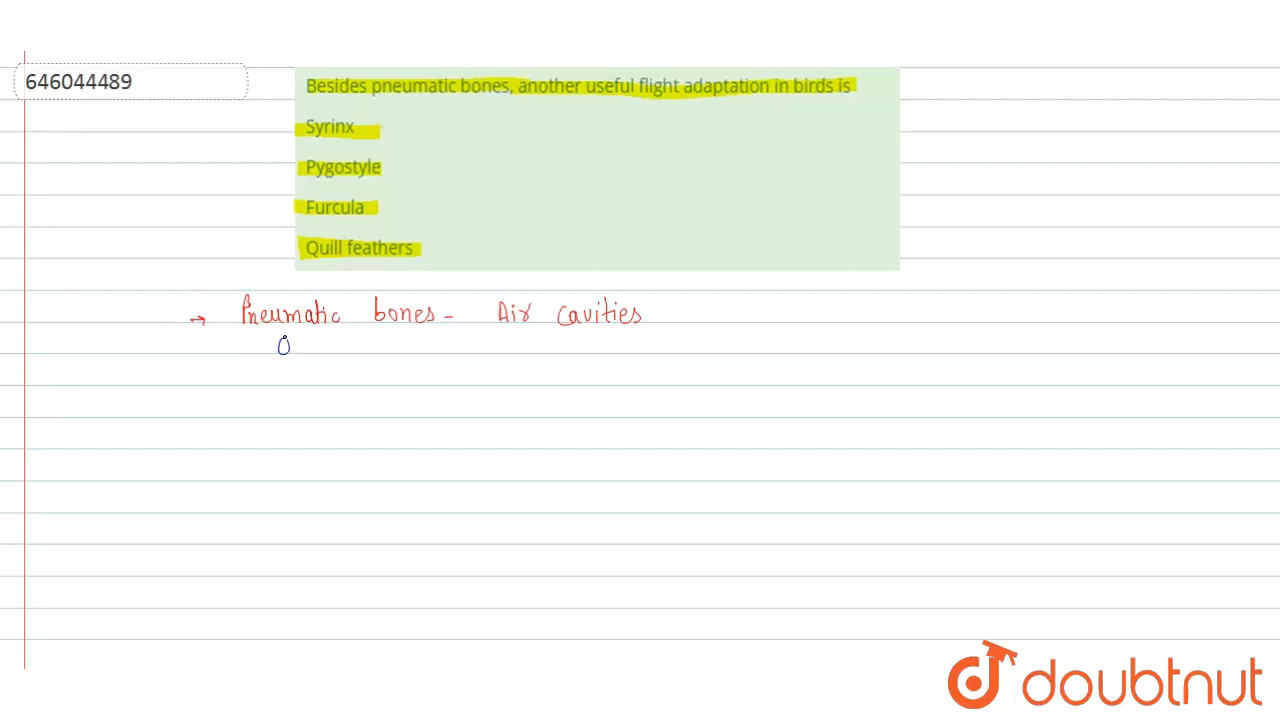 646044489
Besides pneumatic bones, another useful flight adaptation in birds is
Syrinx
Pygostyle
Furcula
Quill feathers
→ Pneumatic bones - Air cavities
doubtnut